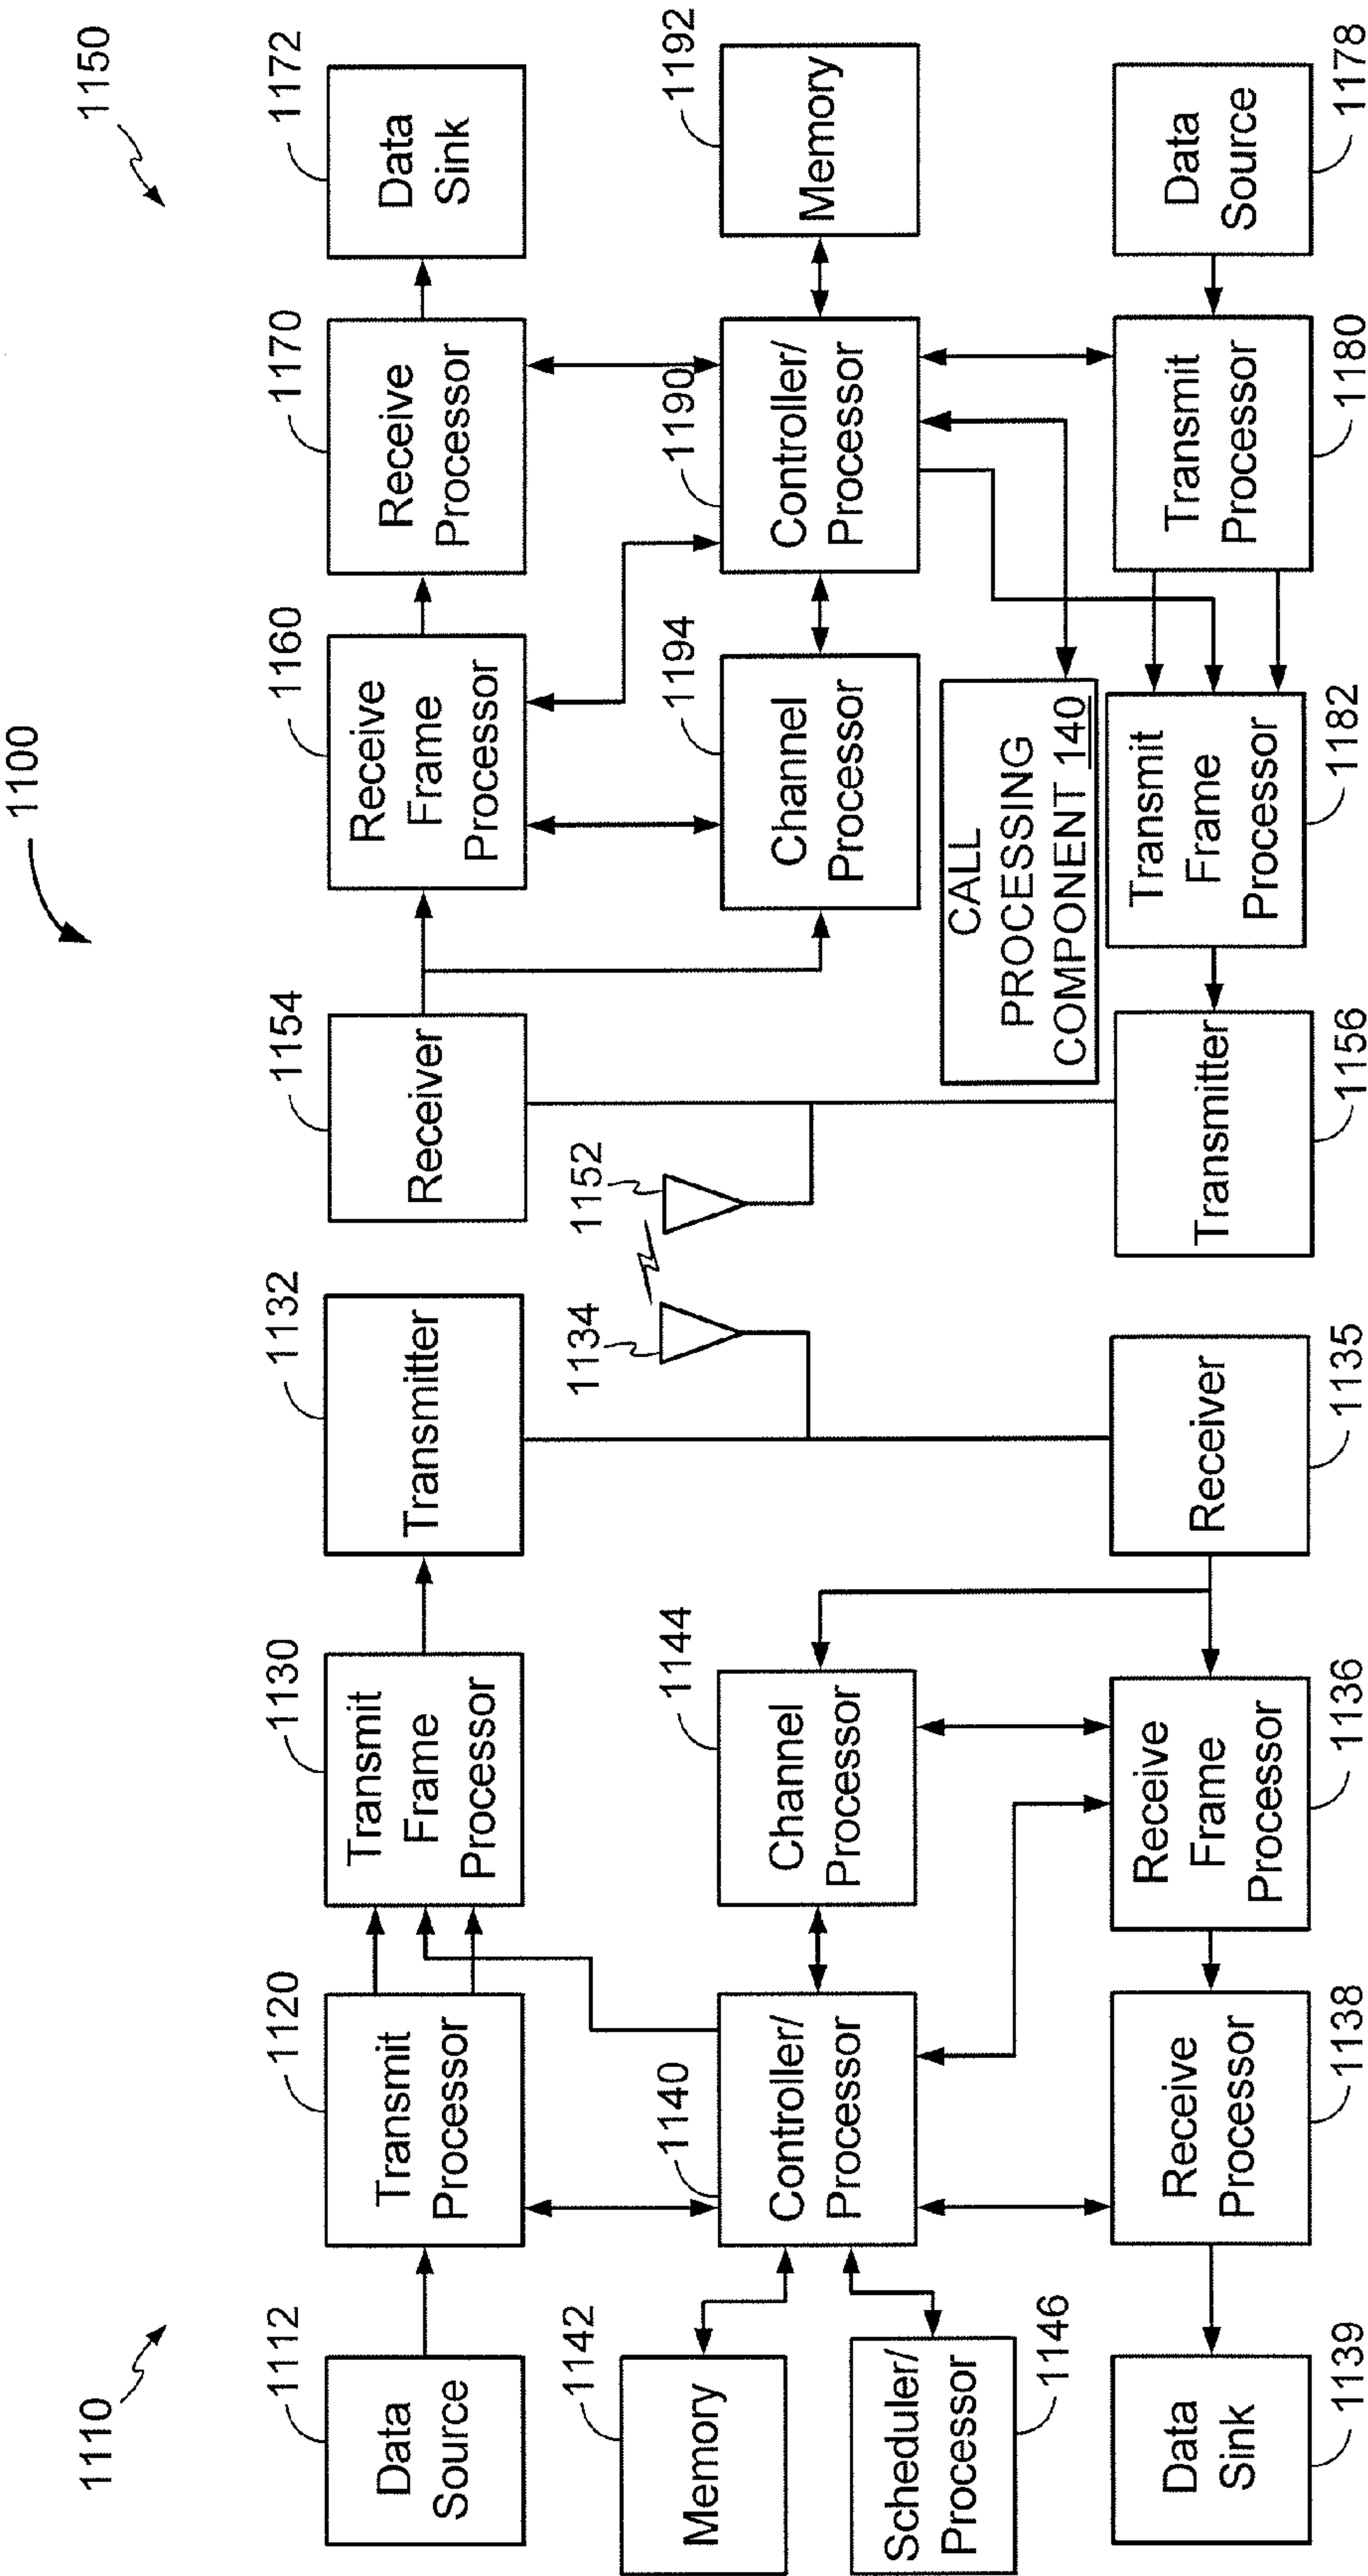 1100
1110
1150
1112
Data
Source
1120
Transmit
Processor
1130
Transmit
Frame
Processor
1132
Transmitter
1154
Receiver
1160
Receive
Frame
Processor
1170
Receive
Processor
1172
Data
Sink
1142
Memory
1140
Controller/
Processor
1144
Channel
Processor
1134
1152
1194
Channel
Processor
1190
Controller/
Processor
1192
Memory
Scheduler/
Processor
1146
CALL
PROCESSING
COMPONENT 140
Data
Sink
1139
Receive
Processor
1138
Receive
Frame
Processor
1136
Receiver
1135
Transmitter
1156
Transmit
Frame
Processor
1182
Transmit
Processor
1180
Data
Source
1178